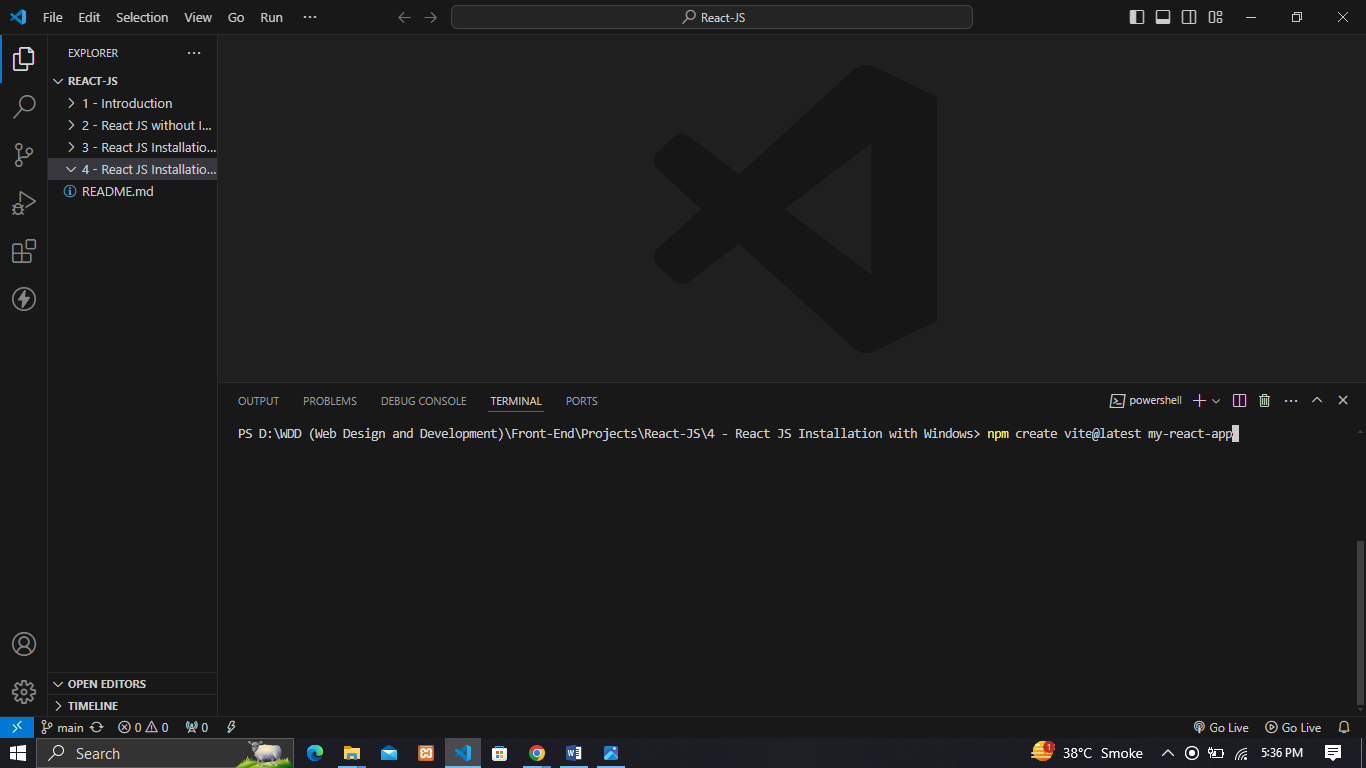 File Edit Selection View Go Run ···
React-JS
EXPLORER ···
REACT-JS
1 - Introduction
2 - React JS without I...
3 - React JS Installatio...
4 - React JS Installatio...
README.md
OUTPUT PROBLEMS DEBUG CONSOLE TERMINAL PORTS
powershell
PS D:\WDD (Web Design and Development)\Front-End\Projects\React-JS\4 - React JS Installation with Windows> npm create vite@latest my-react-app
OPEN EDITORS
TIMELINE
main 0 0 0
Go Live Go Live
Search
1 38°C Smoke 5:36 PM